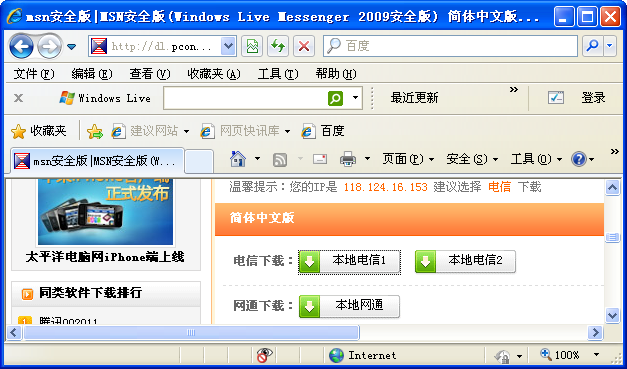 msn安全版|MSN安全版(Windows Live Messenger 2009安全版) 简体中文版...
http://dl.pcon... 百度
文件(F) 编辑(E) 查看(V) 收藏夹(A) 工具(T) 帮助(H)
x Windows Live 最近更新 » 登录
收藏夹 建议网站 网页快讯库 百度
msn安全版|MSN安全版(W... 页面(P) 安全(S) 工具(O) »
温馨提示：您的IP是 118.124.16.153 建议选择 电信 下载
正式发布
简体中文版
太平洋电脑网iPhone端上线
电信下载： 本地电信1 本地电信2
同类软件下载排行
网通下载： 本地网通
1 腾讯QQ2011
Internet 100%